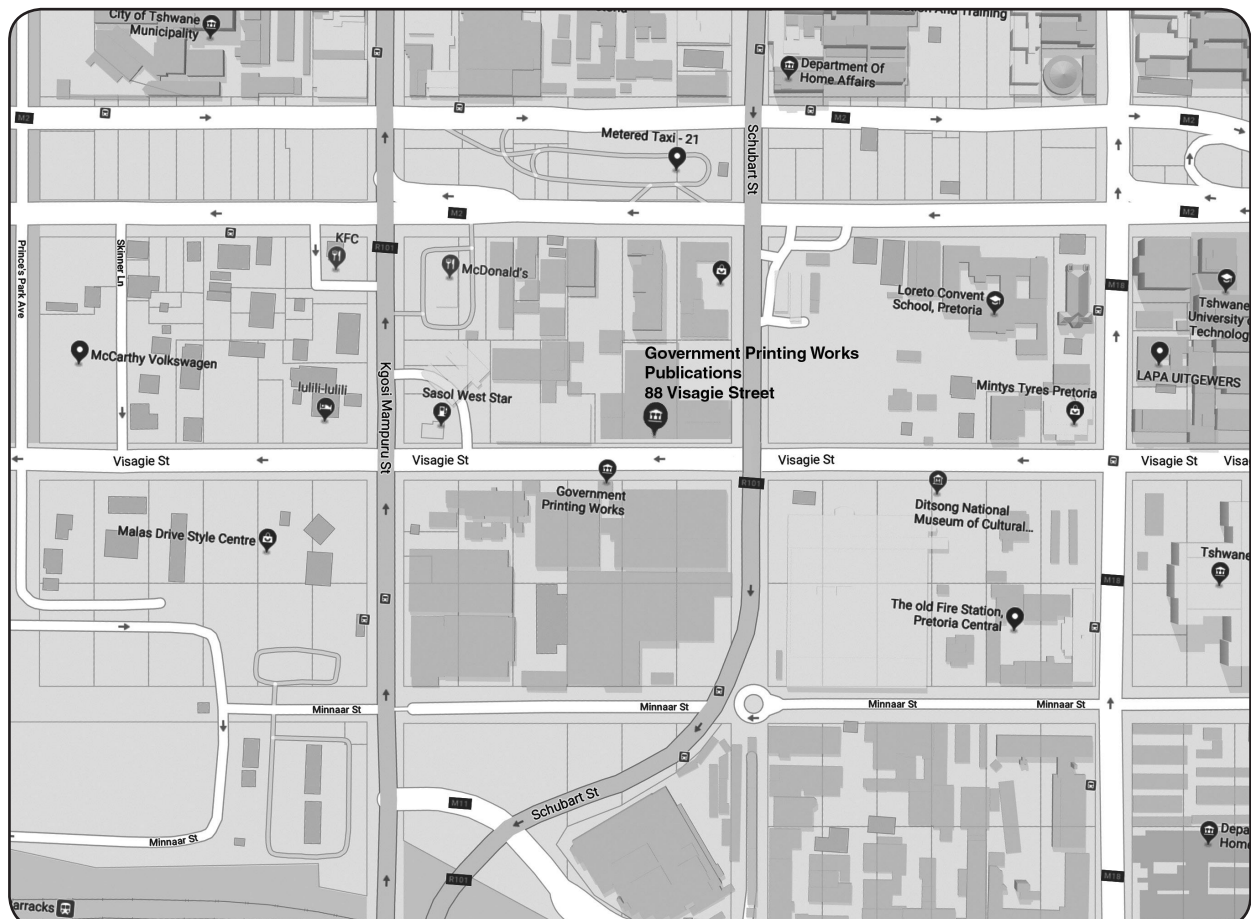 City of Tshwane
Municipality
Department Of
Home Affairs
M2
M2
M2
Metered Taxi - 21
Schubart St
M2
M2
KFC
R101
McDonald's
Prince's Park Ave
Skinner Ln
M18
Loreto Convent
School, Pretoria
Tshwane
University
Technolog
McCarthy Volkswagen
Government Printing Works
Publications
88 Visagie Street
Kgosi Mampuru St
lulili-lulili
Sasol West Star
Mintys Tyres Pretoria
LAPA UITGEWERS
Visagie St
Visagie St
Visagie St
Visagie St
Visa
R101
Government
Printing Works
Ditsong National
Museum of Cultural...
Malas Drive Style Centre
Tshwane
M18
The old Fire Station,
Pretoria Central
Minnaar St
Minnaar St
Minnaar St
Minnaar St
M11
Schubart St
Minnaar St
Depa
Home
R101
M18
arracks